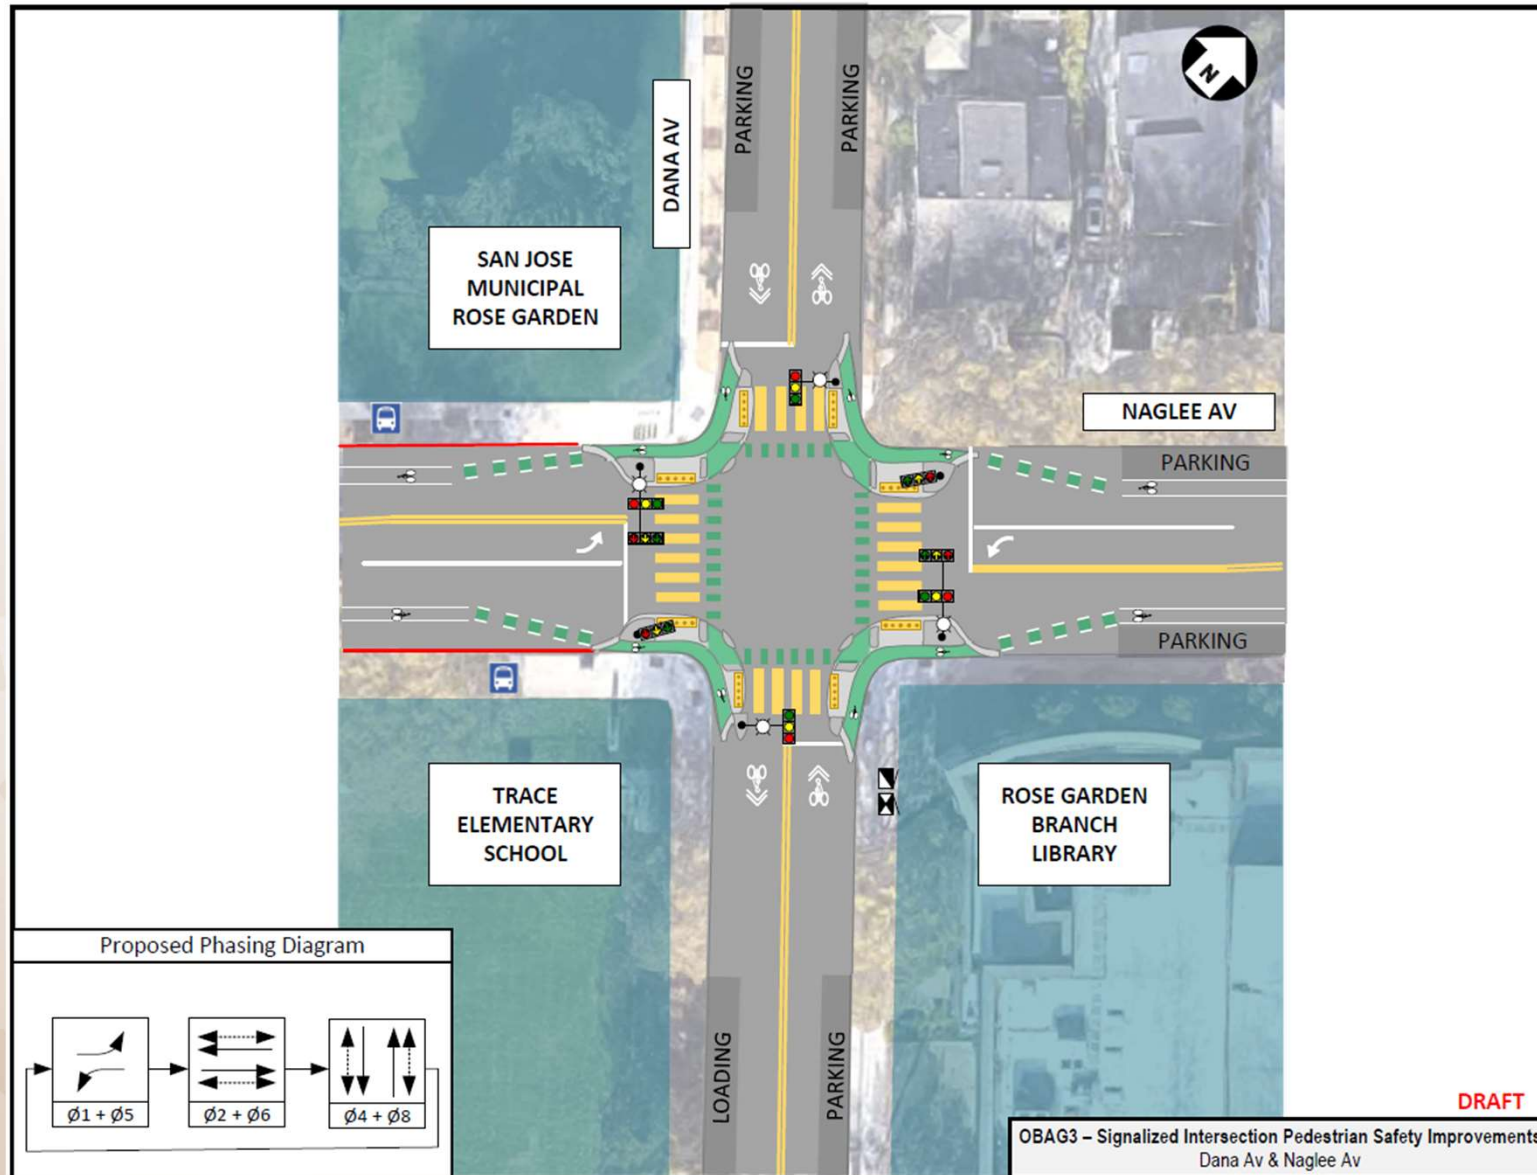 N
PARKING
PARKING
DANA AV
SAN JOSE
MUNICIPAL
ROSE GARDEN
NAGLEE AV
PARKING
PARKING
TRACE
ELEMENTARY
SCHOOL
ROSE GARDEN
BRANCH
LIBRARY
LOADING
PARKING
Proposed Phasing Diagram
Ø1 + Ø5
Ø2 + Ø6
Ø4 + Ø8
DRAFT
OBAG3 – Signalized Intersection Pedestrian Safety Improvements
Dana Av & Naglee Av